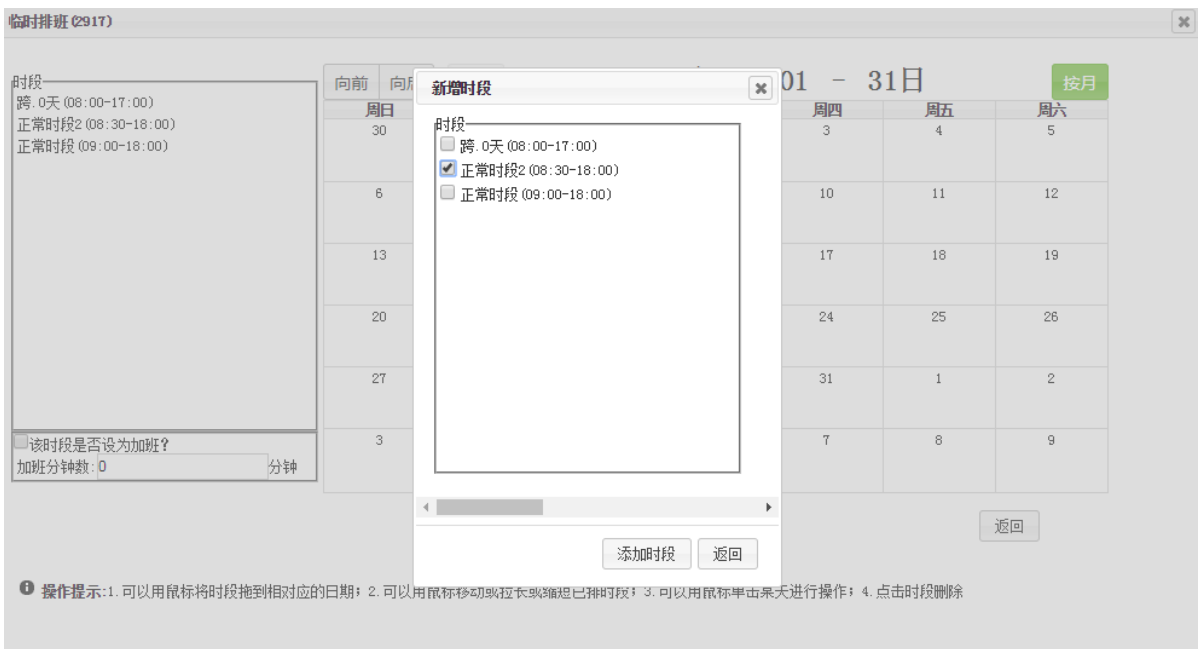 临时排班(2917)
时段
跨.0天(08:00-17:00)
正常时段2(08:30-18:00)
正常时段(09:00-18:00)
该时段是否设为加班?
加班分钟数:0 分钟
向前 向
01 - 31日
按月
周日 周四 周五 周六
30 3 4 5
6 10 11 12
13 17 18 19
20 24 25 26
27 31 1 2
3 7 8 9
新增时段
时段
跨.0天(08:00-17:00)
正常时段2(08:30-18:00)
正常时段(09:00-18:00)
添加时段 返回
返回
操作提示:1.可以用鼠标将时段拖到相对应的日期; 2.可以用鼠标移动或拉长或缩短已排时段; 3.可以用鼠标单击某天进行操作; 4.点击时段删除